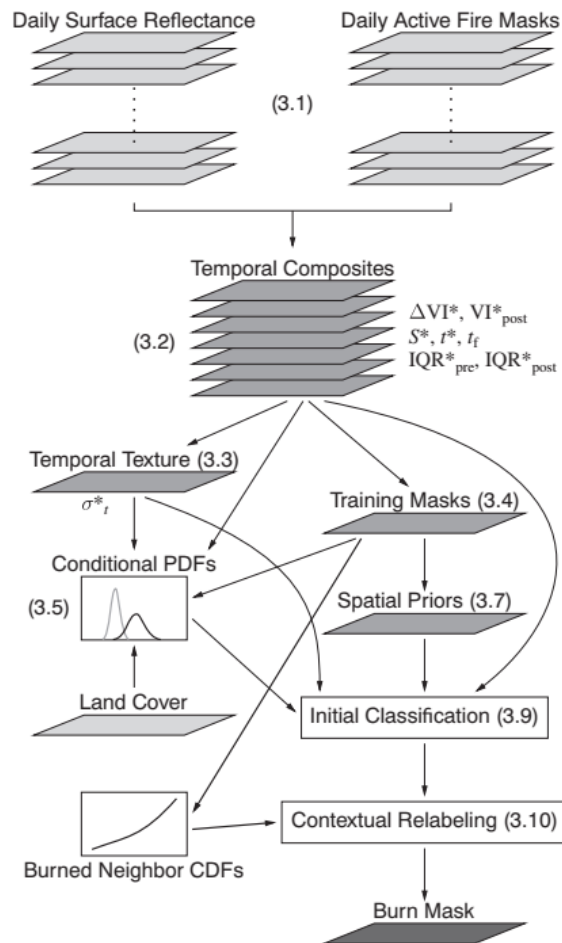 Daily Surface Reflectance
Daily Active Fire Masks
(3.1)
Temporal Composites
(3.2)
ΔVI*, VI*post
S*, t*, tf
IQR*pre, IQR*post
Temporal Texture (3.3)
σ*t
Training Masks (3.4)
Conditional PDFs
(3.5)
Spatial Priors (3.7)
Land Cover
Initial Classification (3.9)
Contextual Relabeling (3.10)
Burned Neighbor CDFs
Burn Mask